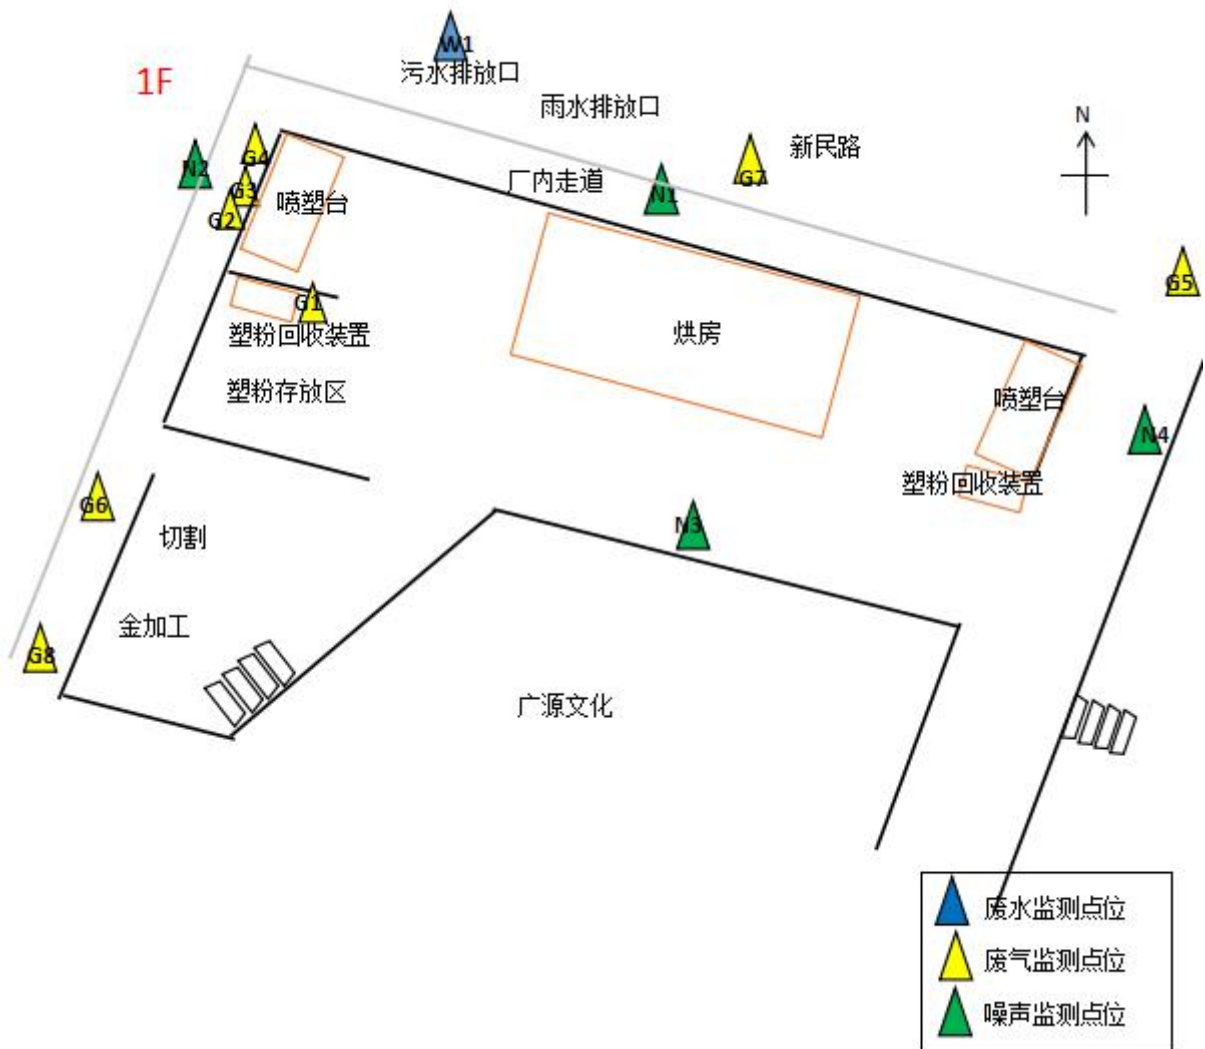 W1
1F
污水排放口
雨水排放口
N
新民路
G4
N2
厂内走道
G7
G3
喷塑台
N1
G2
G5
G1
塑粉回收装置
烘房
塑粉存放区
喷塑台
N4
塑粉回收装置
G6
N3
切割
金加工
G8
广源文化
废水监测点位
废气监测点位
噪声监测点位